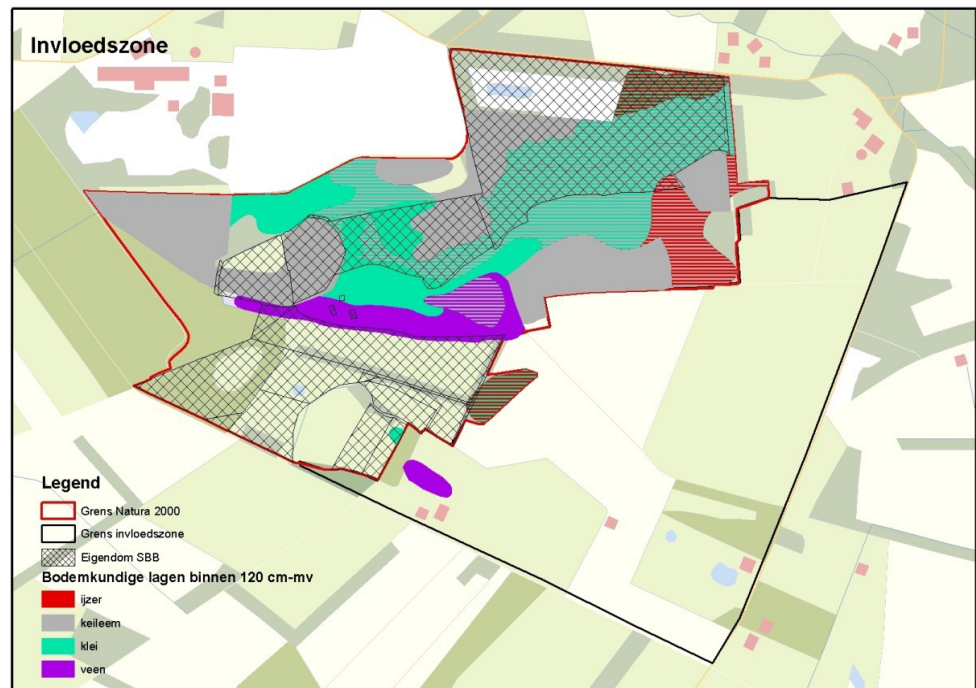 Invloedszone
Legend
Grens Natura 2000
Grens invloedszone
Eigendom SBB
Bodemkundige lagen binnen 120 cm-mv
ijzer
keileem
klei
veen